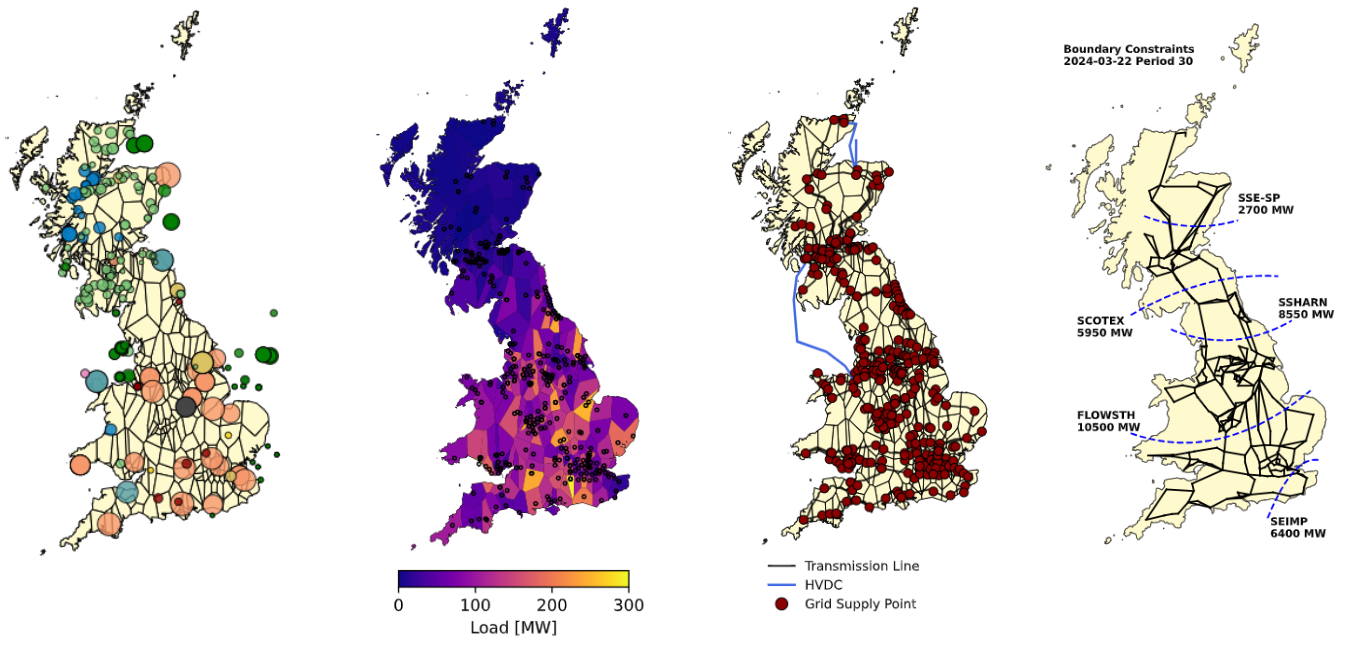 Boundary Constraints
2024-03-22 Period 30
SSE-SP
2700 MW
SSHARN
8550 MW
SCOTEX
5950 MW
FLOWSTH
10500 MW
SEIMP
6400 MW
0 100 200 300
Load [MW]
Transmission Line
HVDC
Grid Supply Point